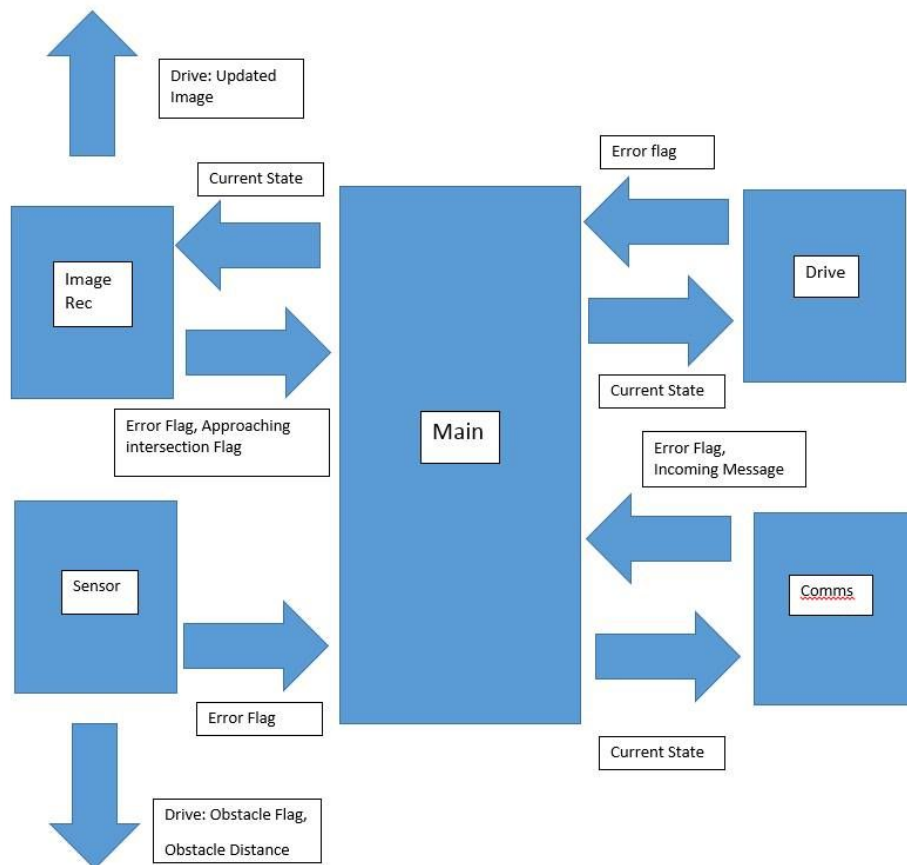 Drive: Updated
Image
Current State
Error flag
Image
Rec
Drive
Error Flag, Approaching
intersection Flag
Current State
Main
Error Flag,
Incoming Message
Sensor
Comms
Error Flag
Current State
Drive: Obstacle Flag,
Obstacle Distance